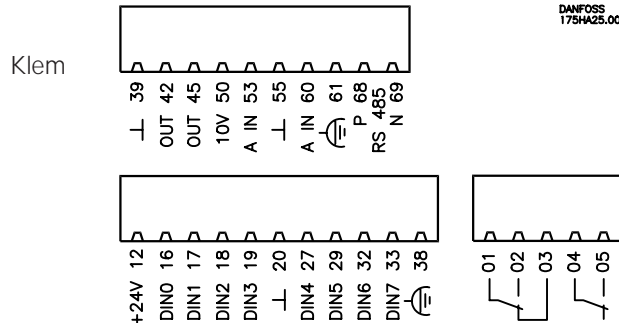 DANFOSS
175HA25.00
Klem
39 42 45 50 53 55 60 61 68 69
OUT OUT 10V A IN A IN P RS 485 N
12 16 17 18 19 20 27 29 32 33 38
+24V DIN0 DIN1 DIN2 DIN3 DIN4 DIN5 DIN6 DIN7
01 02 03 04 05